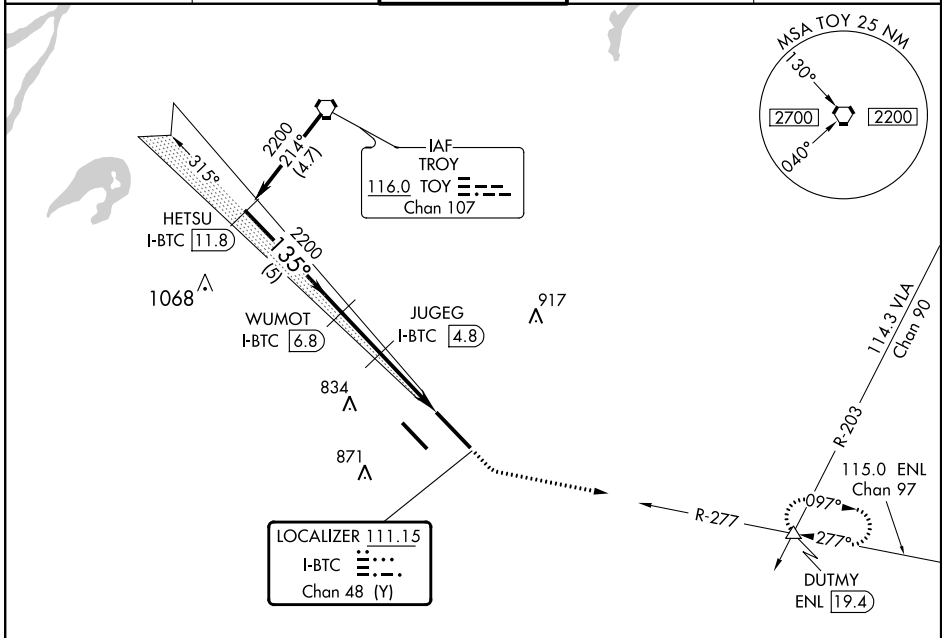 MSA TOY 25 NM
130°
2700
2200
040°
2200
214°
(4.7)
IAF
TROY
116.0 TOY
Chan 107
315°
HETSU
I-BTC 11.8
2200
135°
(5)
1068
WUMOT
I-BTC 6.8
JUGEG
I-BTC 4.8
917
834
871
114.3 VLA
Chan 90
R-203
115.0 ENL
Chan 97
R-277
097°
277°
DUTMY
ENL 19.4
LOCALIZER 111.15
I-BTC
Chan 48 (Y)